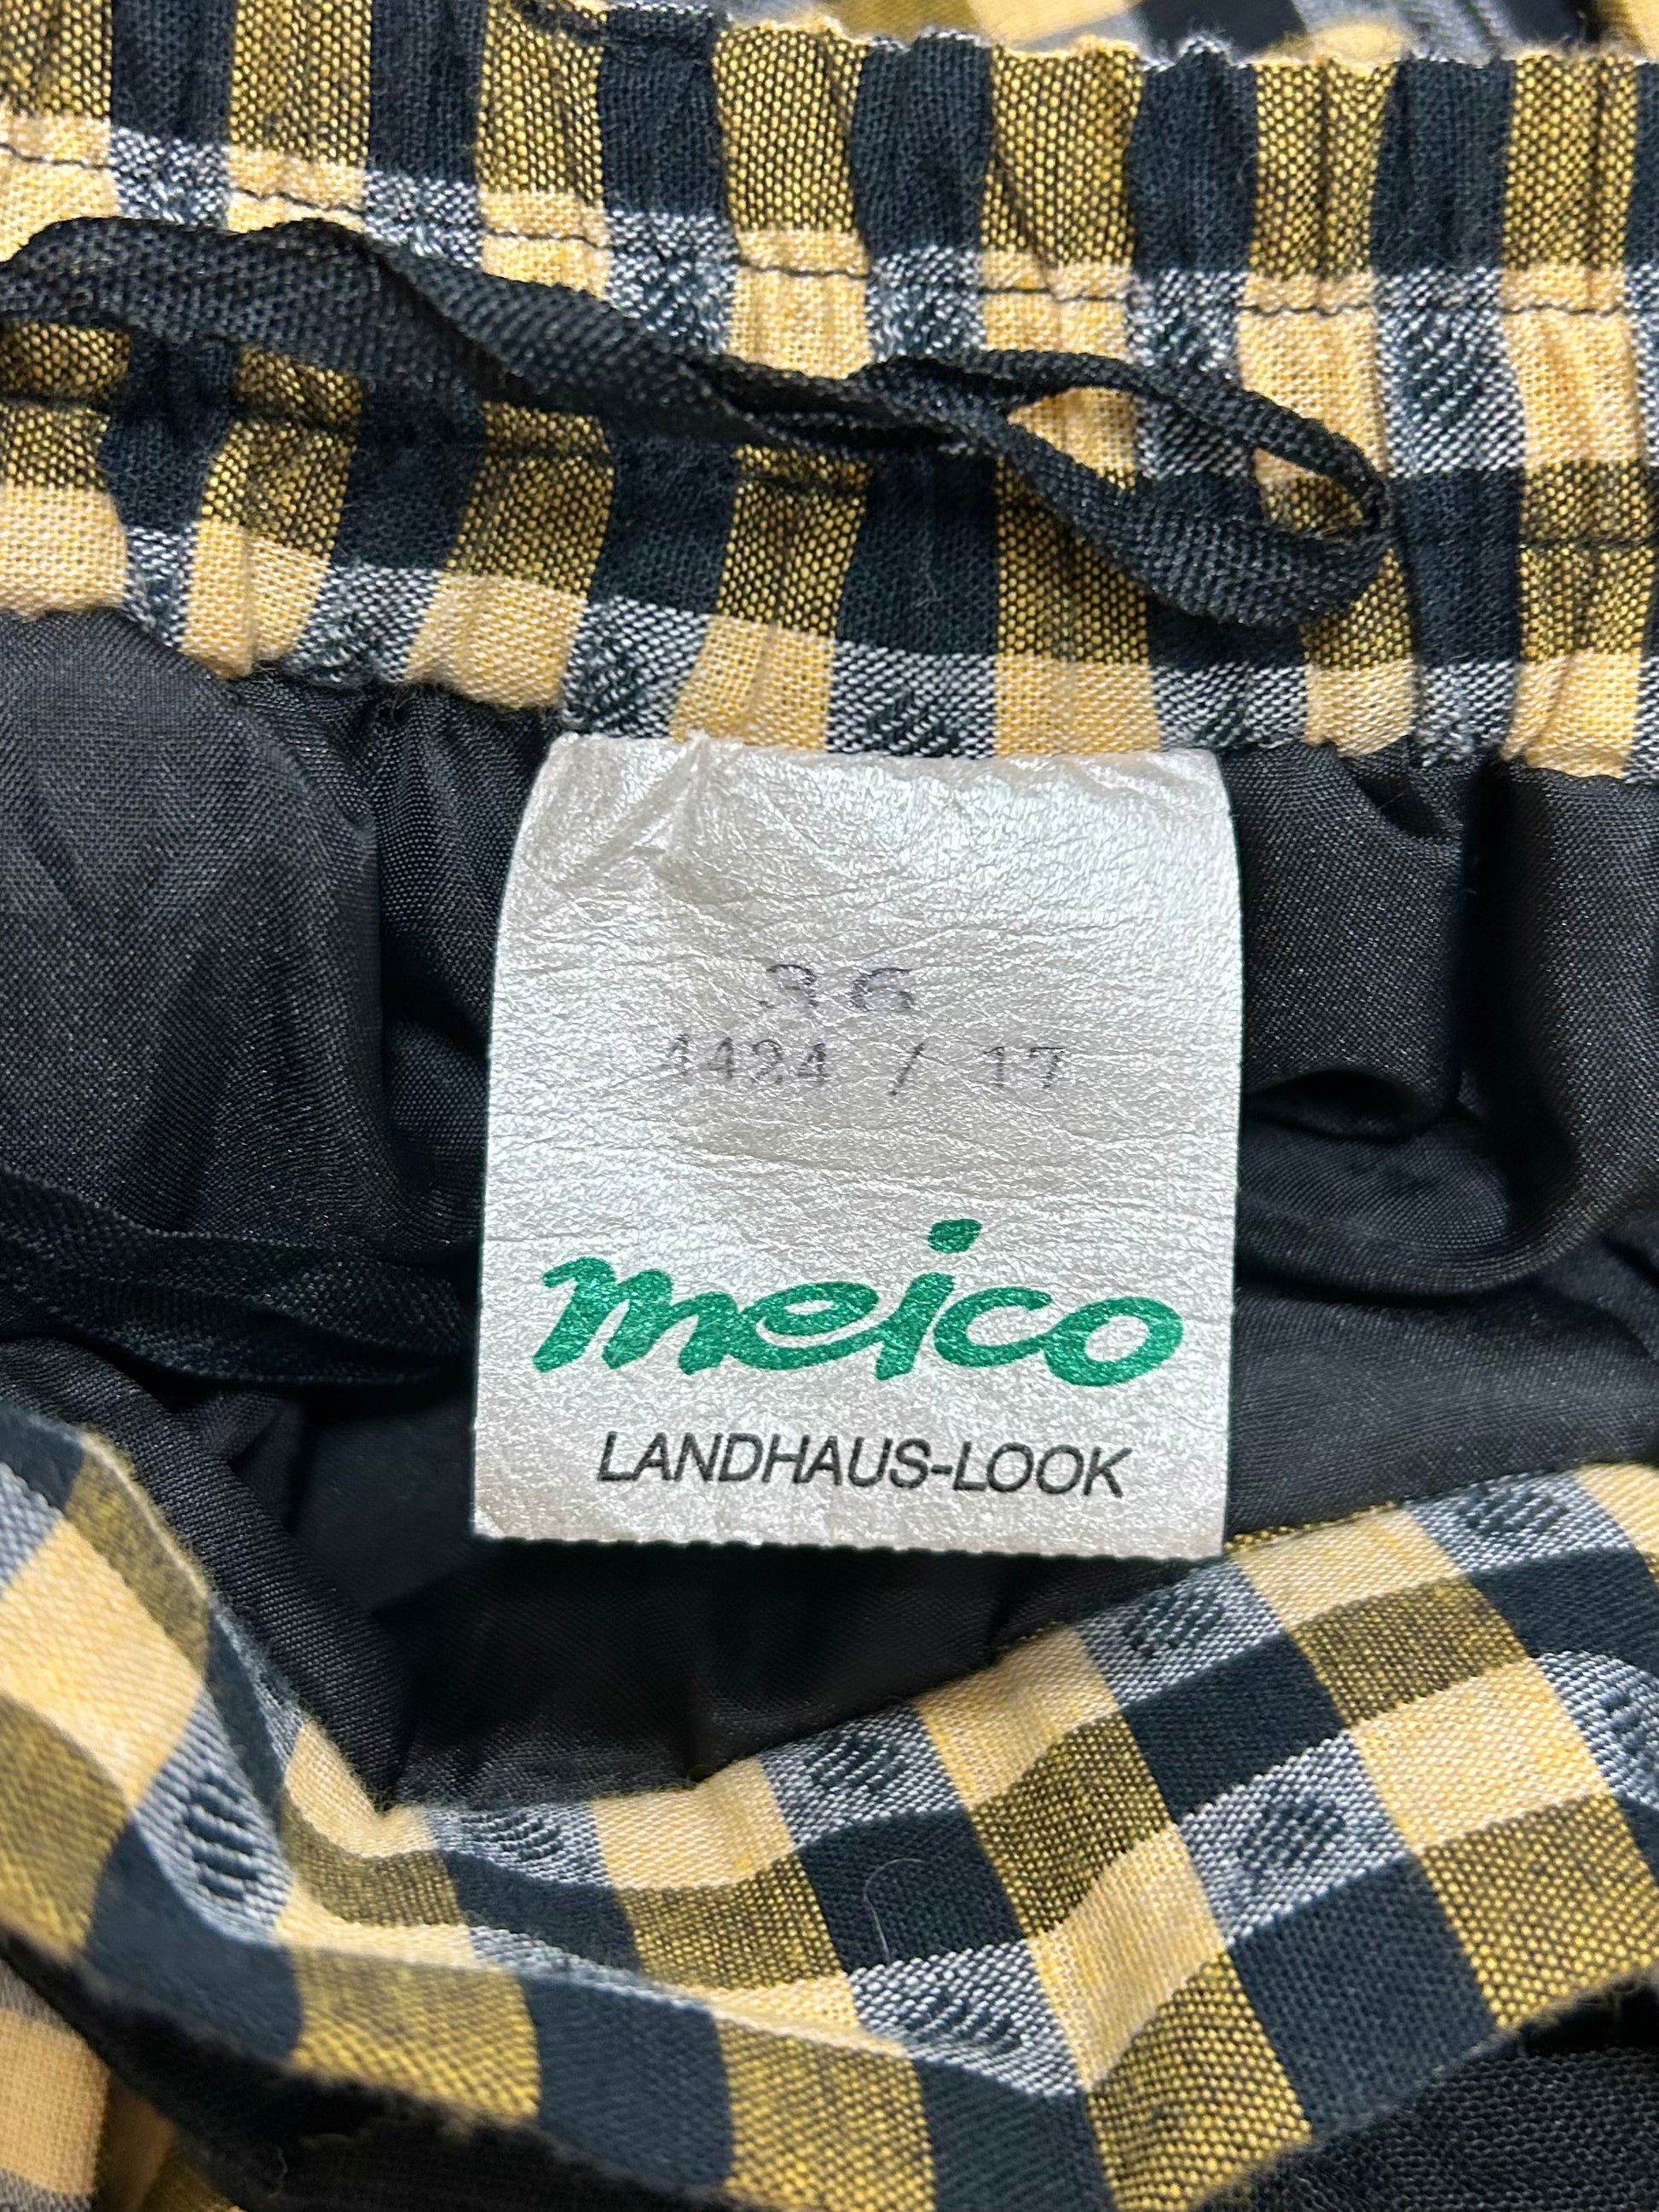 36
4424 / 17
meico
LANDHAUS-LOOK